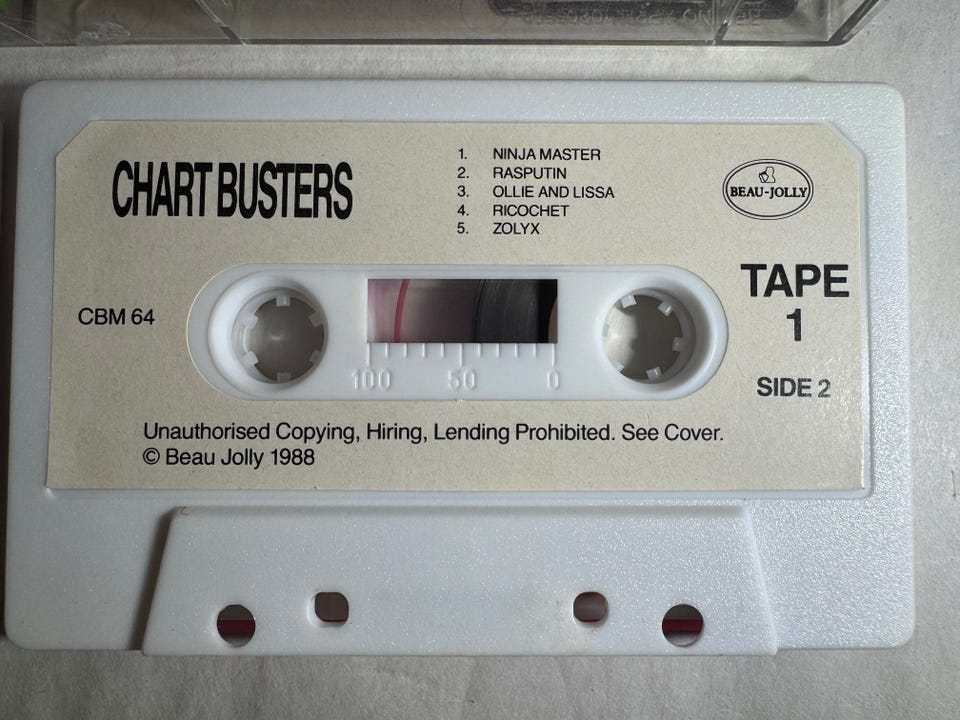 CHART BUSTERS
1. NINJA MASTER
2. RASPUTIN
3. OLLIE AND LISSA
4. RICOCHET
5. ZOLYX
BEAU-JOLLY
TAPE
1
SIDE 2
CBM 64
100 50 0
Unauthorised Copying, Hiring, Lending Prohibited. See Cover.
© Beau Jolly 1988